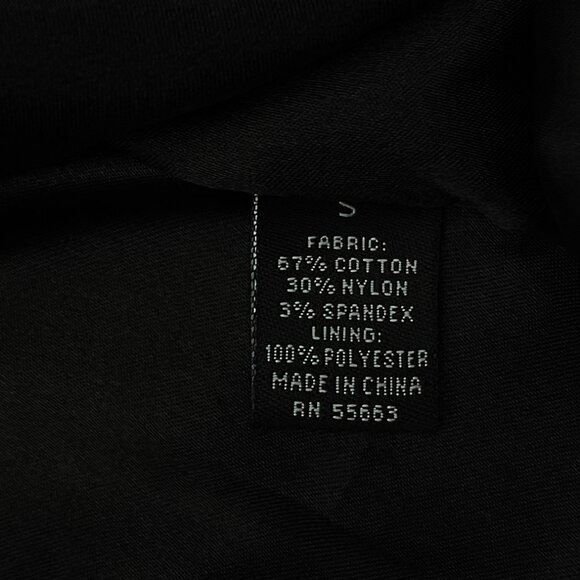 S
FABRIC:
67% COTTON
30% NYLON
3% SPANDEX
LINING:
100% POLYESTER
MADE IN CHINA
RN 55663